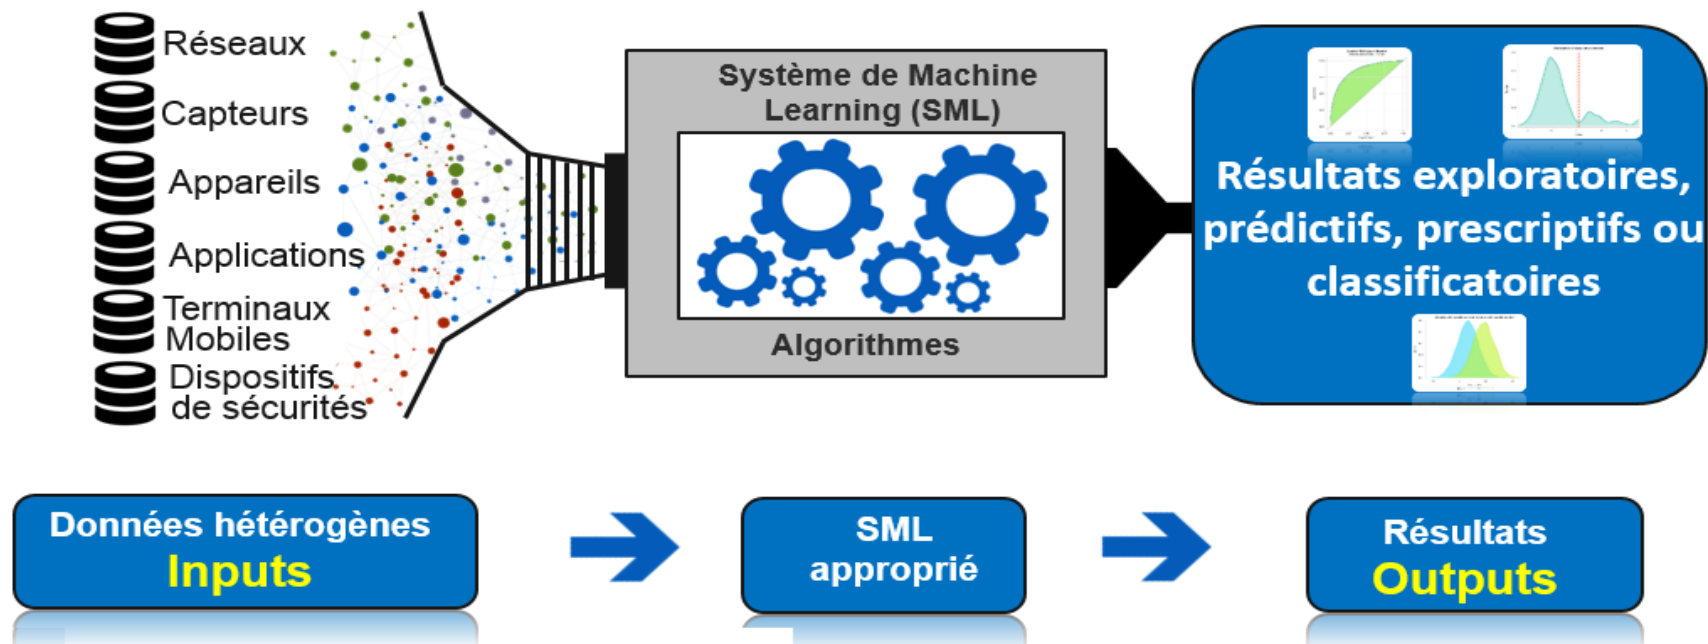 Réseaux
Capteurs
Appareils
Applications
Terminaux
Mobiles
Dispositifs
de sécurités
Système de Machine
Learning (SML)
Algorithmes
Résultats exploratoires,
prédictifs, prescriptifs ou
classificatoires
Données hétérogènes
Inputs
SML
approprié
Résultats
Outputs